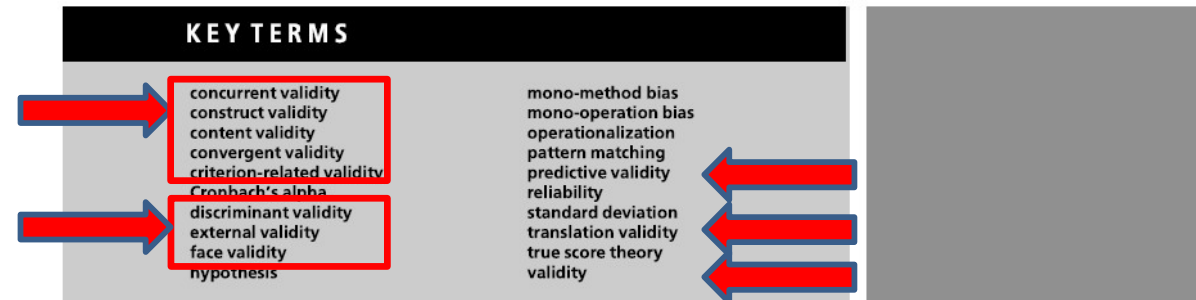 KEY TERMS
concurrent validity
construct validity
content validity
convergent validity
criterion-related validity
Cronbach's alpha
discriminant validity
external validity
face validity
hypothesis
mono-method bias
mono-operation bias
operationalization
pattern matching
predictive validity
reliability
standard deviation
translation validity
true score theory
validity